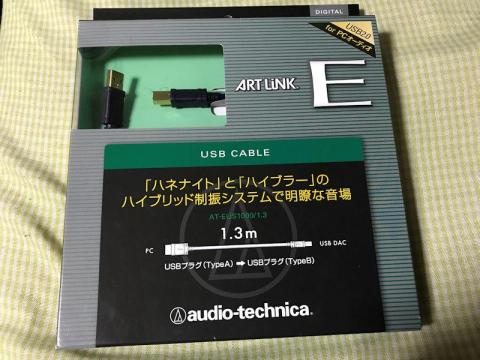 DIGITAL
USB2.0
for PCオーディオ
ART LiNK
E
USB CABLE
「ハネナイト」と「ハイブラー」の
ハイブリッド制振システムで明瞭な音場
AT-EUS1000/1.3
1.3m
PC
USB DAC
USBプラグ(TypeA) ➡ USBプラグ(TypeB)
audio-technica